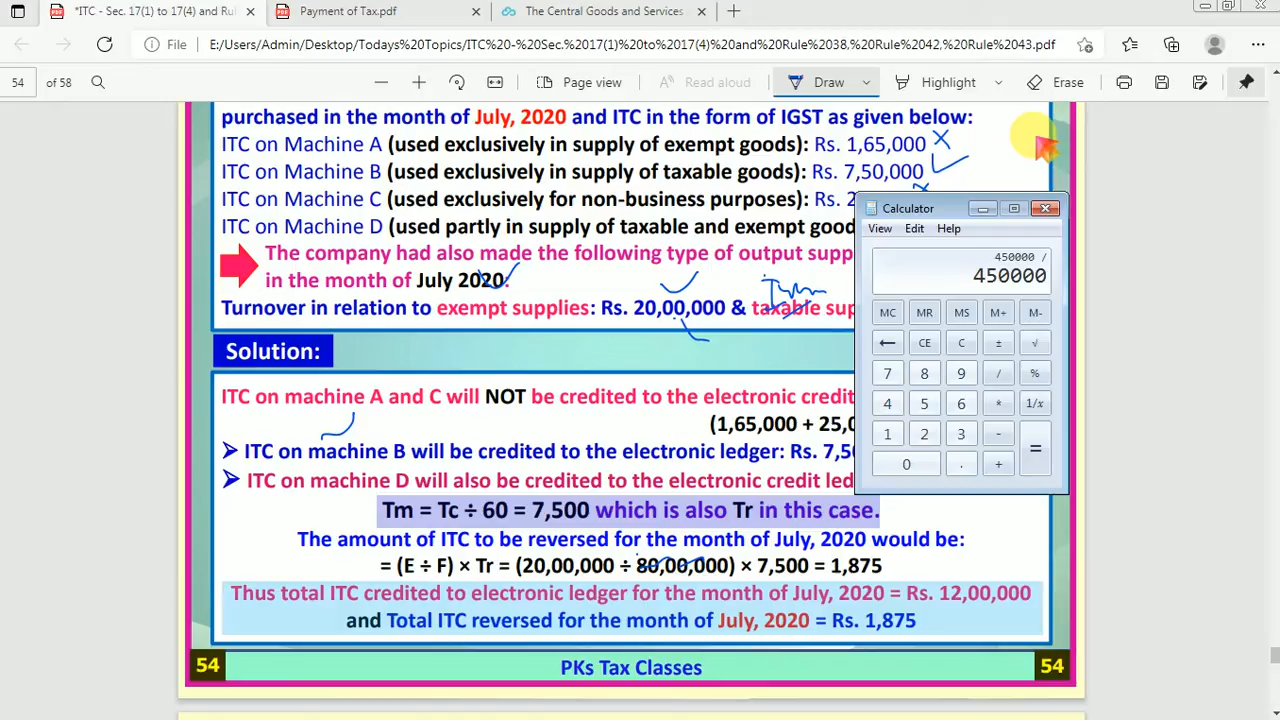 *ITC - Sec. 17(1) to 17(4) and Ru
Payment of Tax.pdf
The Central Goods and Services
File
E:/Users/Admin/Desktop/Todays%20Topics/ITC%20-%20Sec.%2017(1)%20to%2017(4)%20and%20Rule%2038,%20Rule%2042,%20Rule%2043.pdf
54 of 58
Page view
Read aloud
Draw
Highlight
Erase
purchased in the month of July, 2020 and ITC in the form of IGST as given below:
ITC on Machine A (used exclusively in supply of exempt goods): Rs. 1,65,000
ITC on Machine B (used exclusively in supply of taxable goods): Rs. 7,50,000
ITC on Machine C (used exclusively for non-business purposes): Rs. 2
ITC on Machine D (used partly in supply of taxable and exempt good
The company had also made the following type of output supp
in the month of July 2020:
Turnover in relation to exempt supplies: Rs. 20,00,000 & taxable sup
Solution:
ITC on machine A and C will NOT be credited to the electronic credit
(1,65,000 + 25,0
ITC on machine B will be credited to the electronic ledger: Rs. 7,5
ITC on machine D will also be credited to the electronic credit led
Tm = Tc ÷ 60 = 7,500 which is also Tr in this case.
The amount of ITC to be reversed for the month of July, 2020 would be:
= (E ÷ F) × Tr = (20,00,000 ÷ 80,00,000) × 7,500 = 1,875
Thus total ITC credited to electronic ledger for the month of July, 2020 = Rs. 12,00,000
and Total ITC reversed for the month of July, 2020 = Rs. 1,875
54 PKs Tax Classes 54
Calculator
View Edit Help
450000 /
450000
MC MR MS M+ M-
← CE C ± √
7 8 9 / %
4 5 6 * 1/x
1 2 3 - =
0 . +